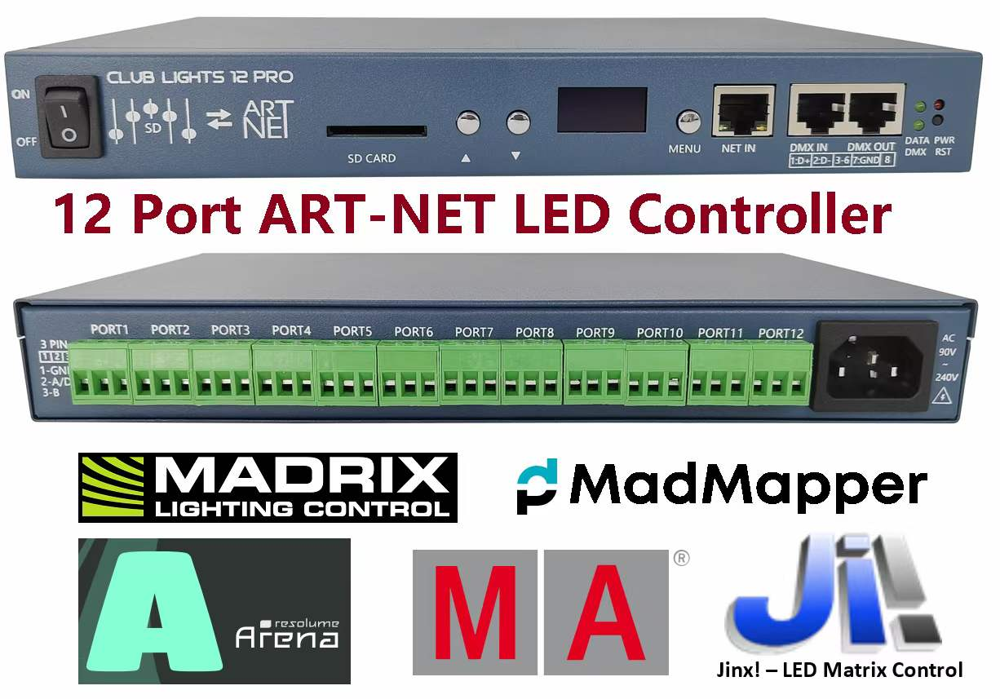 CLUB LIGHTS 12 PRO
ON
OFF
SD
ART
NET
SD CARD
▲
▼
MENU
NET IN
DMX IN DMX OUT
1:D+ 2:D- 3-6 7:GND 8
DATA PWR
DMX RST
12 Port ART-NET LED Controller
PORT1 PORT2 PORT3 PORT4 PORT5 PORT6 PORT7 PORT8 PORT9 PORT10 PORT11 PORT12
3 PIN
1 2 3
1-GND
2-A/D
3-B
AC
90V
~
240V
MADRIX
LIGHTING CONTROL
MadMapper
A
resolume
Arena
MA®
Ji!
Jinx! – LED Matrix Control